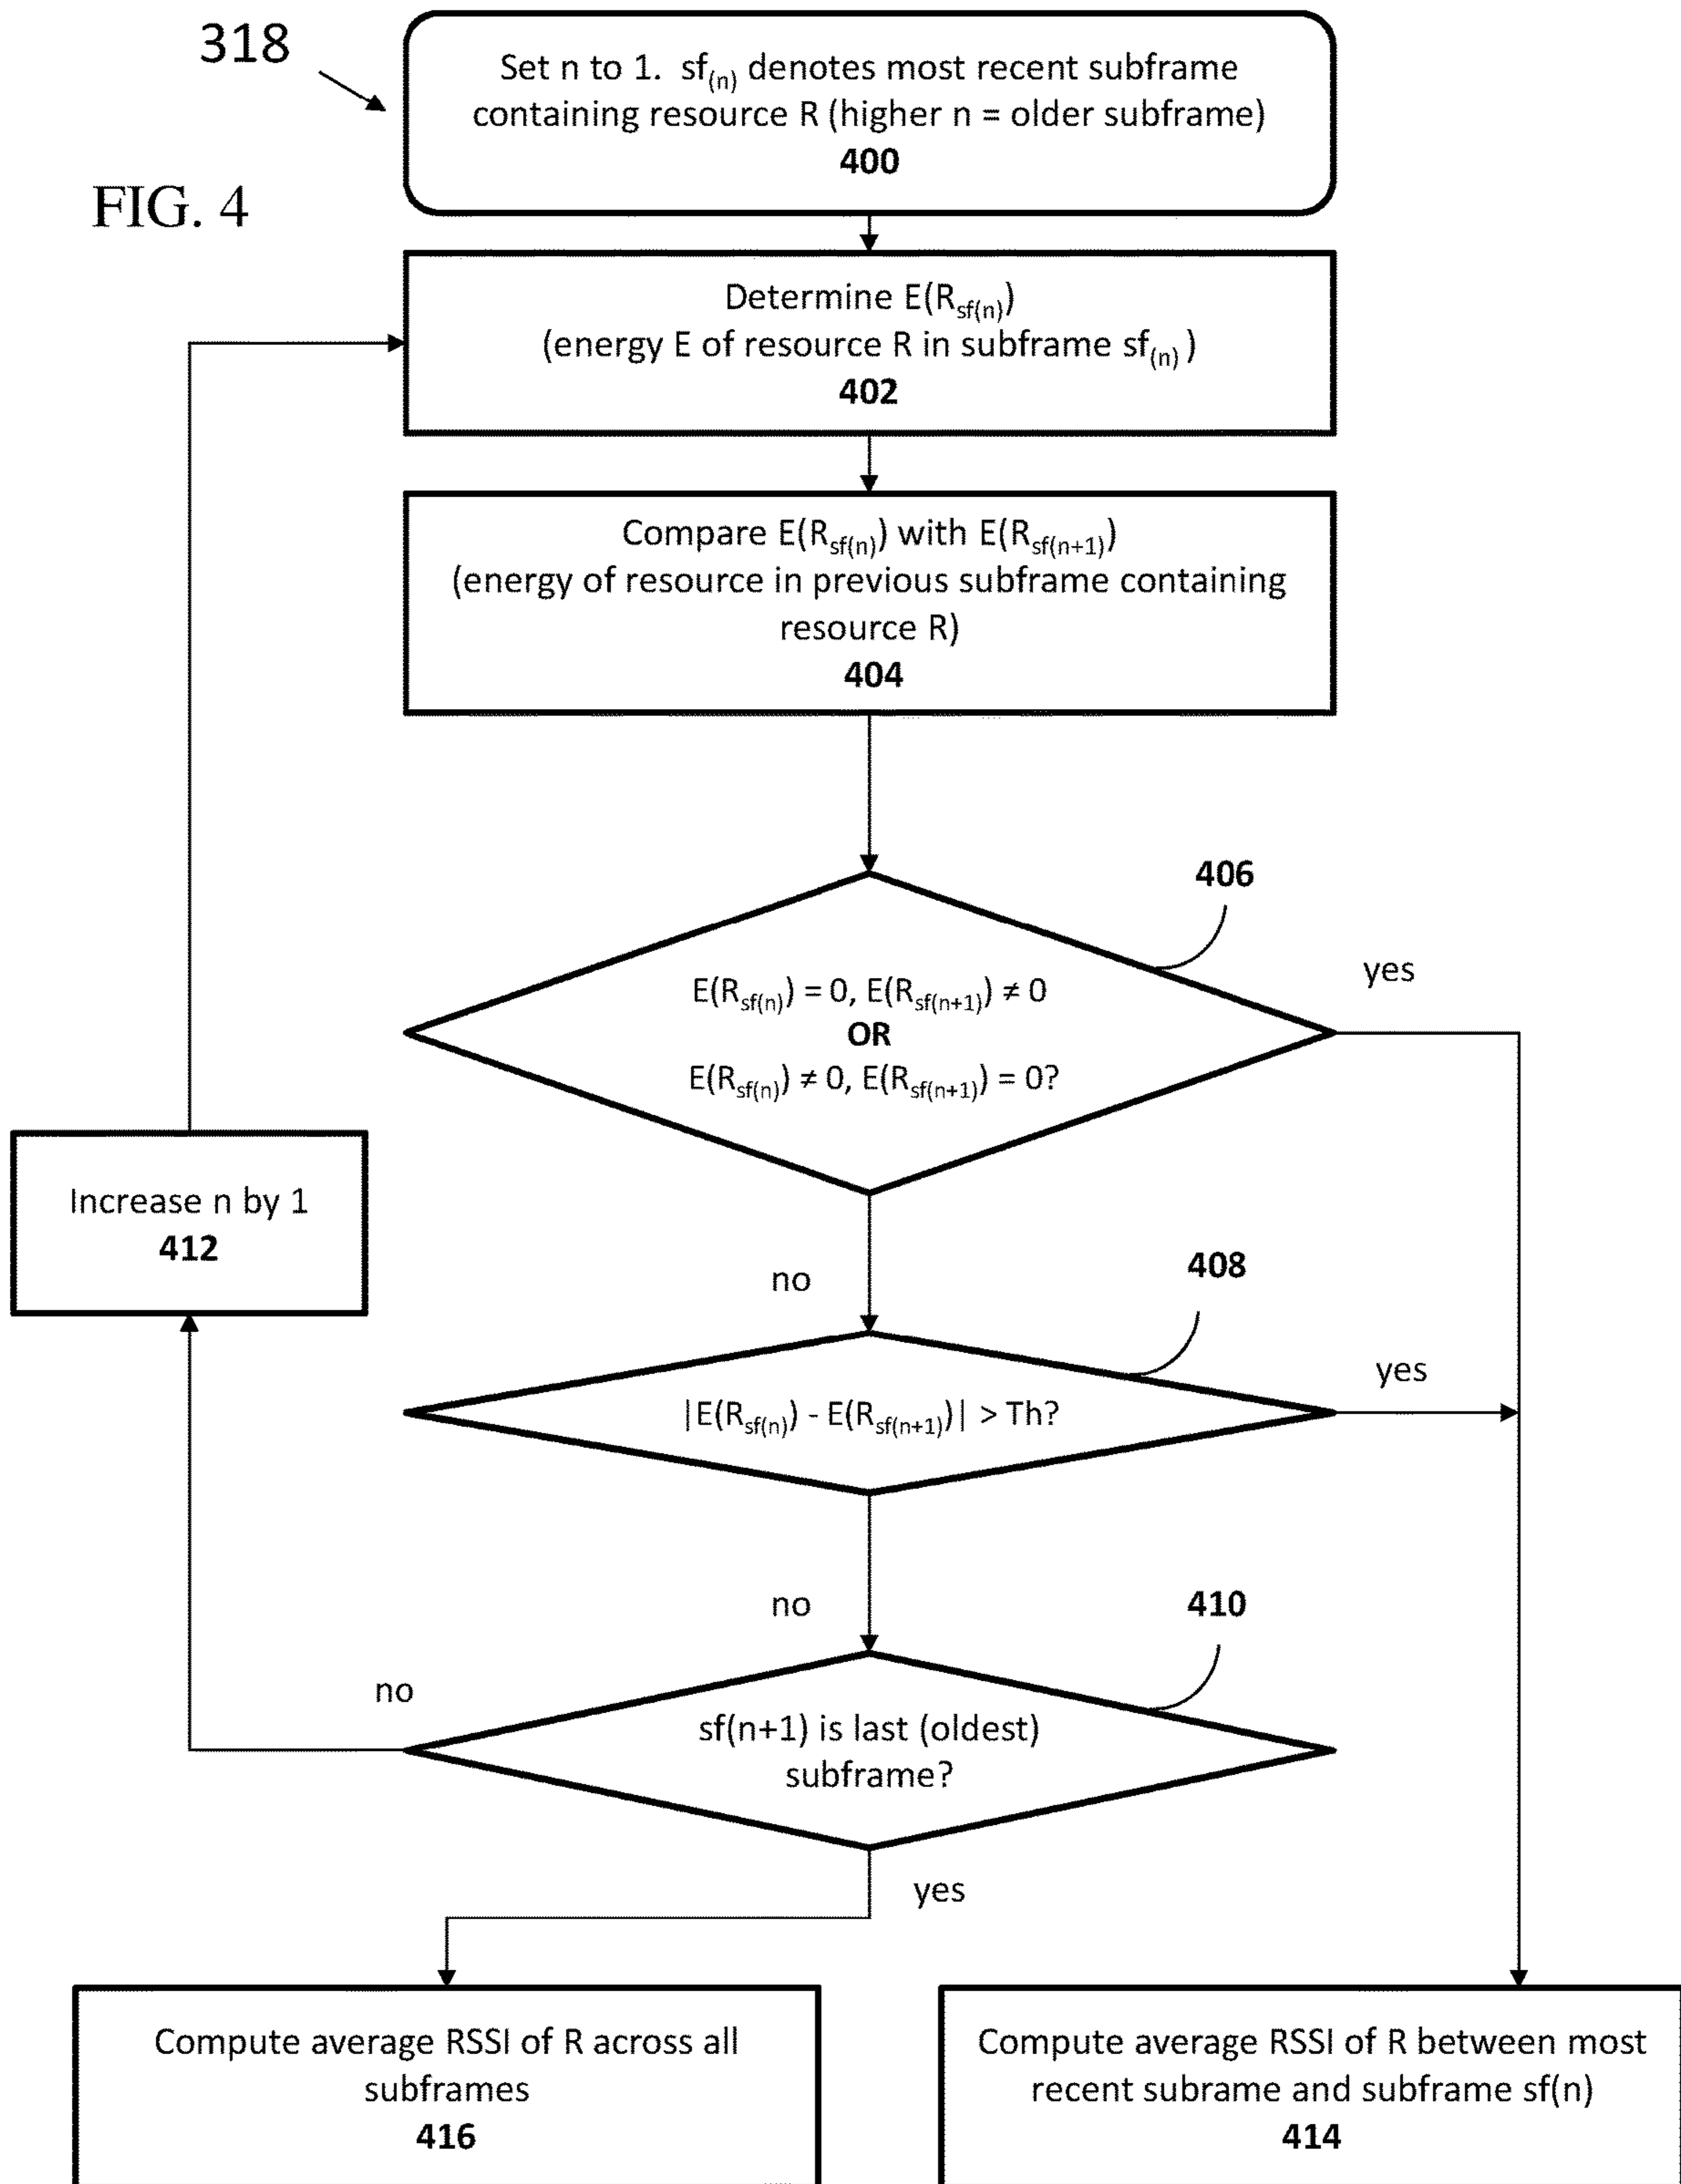 318
FIG. 4
Set n to 1. sf(n) denotes most recent subframe
containing resource R (higher n = older subframe)
400
Determine E(Rsf(n))
(energy E of resource R in subframe sf(n) )
402
Compare E(Rsf(n)) with E(Rsf(n+1))
(energy of resource in previous subframe containing
resource R)
404
406
yes
E(Rsf(n)) = 0, E(Rsf(n+1)) ≠ 0
OR
E(Rsf(n)) ≠ 0, E(Rsf(n+1)) = 0?
Increase n by 1
412
no
408
yes
|E(Rsf(n)) - E(Rsf(n+1))| > Th?
no
410
no
sf(n+1) is last (oldest)
subframe?
yes
Compute average RSSI of R across all
subframes
416
Compute average RSSI of R between most
recent subrame and subframe sf(n)
414